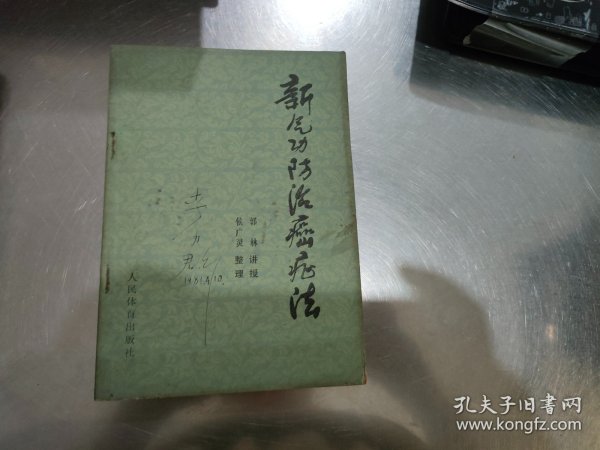 新气功防治癌症法
郭林 讲授
侯广灵 整理
人民体育出版社
孔夫子旧书网
www.kongfz.com